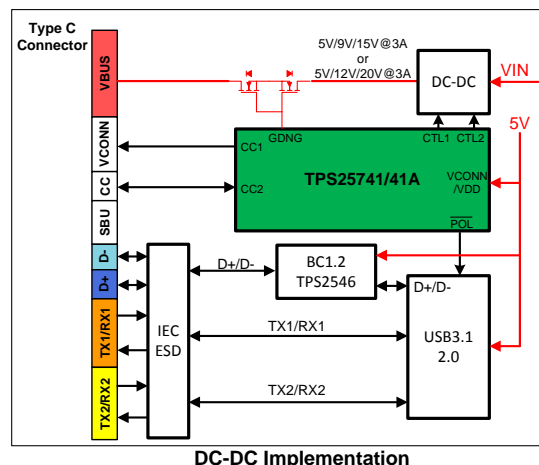 Type C
Connector
VBUS
VCONN
CC
SBU
D-
D+
TX1/RX1
TX2/RX2
5V/9V/15V@3A
or
5V/12V/20V@3A
DC-DC
VIN
5V
GDNG
CTL1
CTL2
CC1
TPS25741/41A
CC2
VCONN
/VDD
POL
D+/D-
BC1.2
TPS2546
D+/D-
IEC
ESD
TX1/RX1
USB3.1
2.0
TX2/RX2
DC-DC Implementation